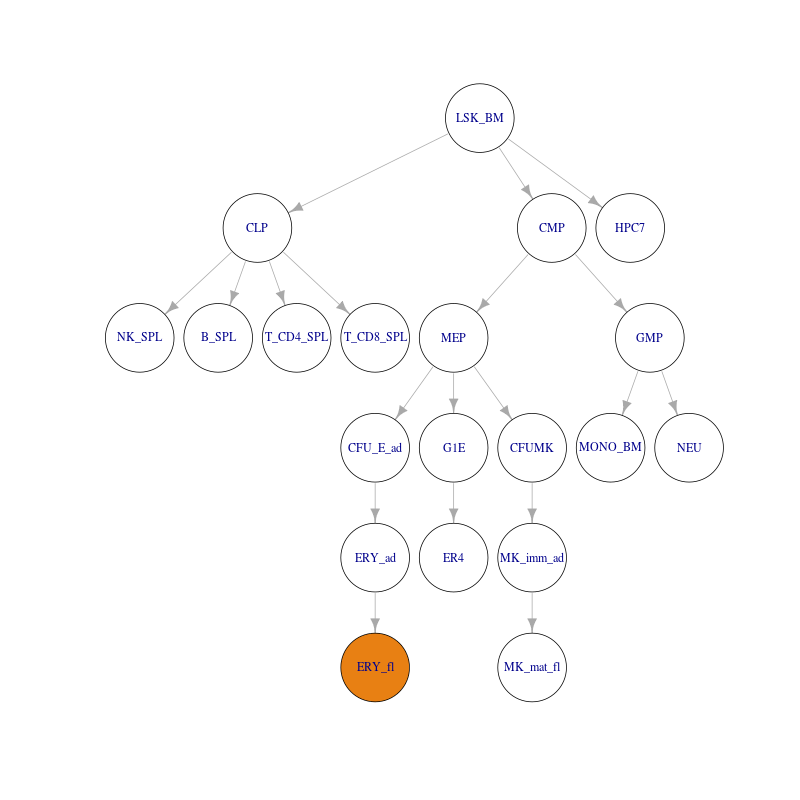 LSK_BM
CLP
CMP
HPC7
NK_SPL
B_SPL
T_CD4_SPL
T_CD8_SPL
MEP
GMP
CFU_E_ad
G1E
CFUMK
MONO_BM
NEU
ERY_ad
ER4
MK_imm_ad
ERY_fl
MK_mat_fl